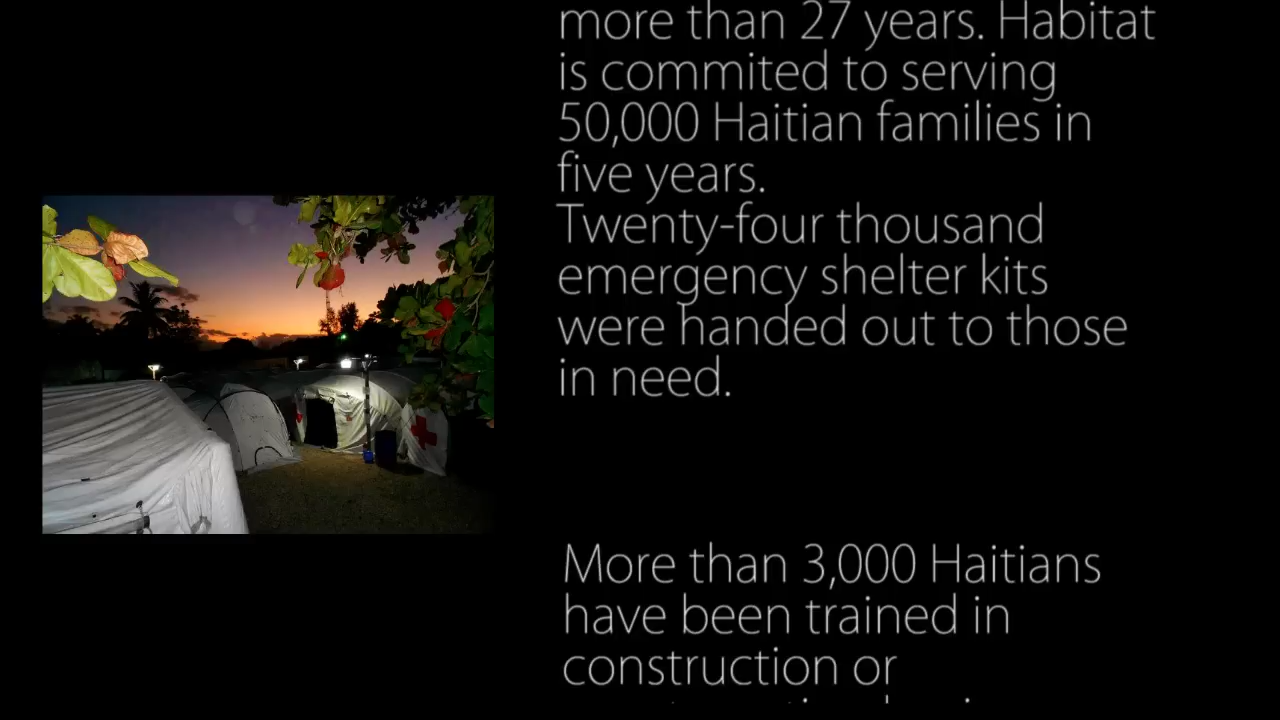 more than 27 years. Habitat
is commited to serving
50,000 Haitian families in
five years.
Twenty-four thousand
emergency shelter kits
were handed out to those
in need.
More than 3,000 Haitians
have been trained in
construction or